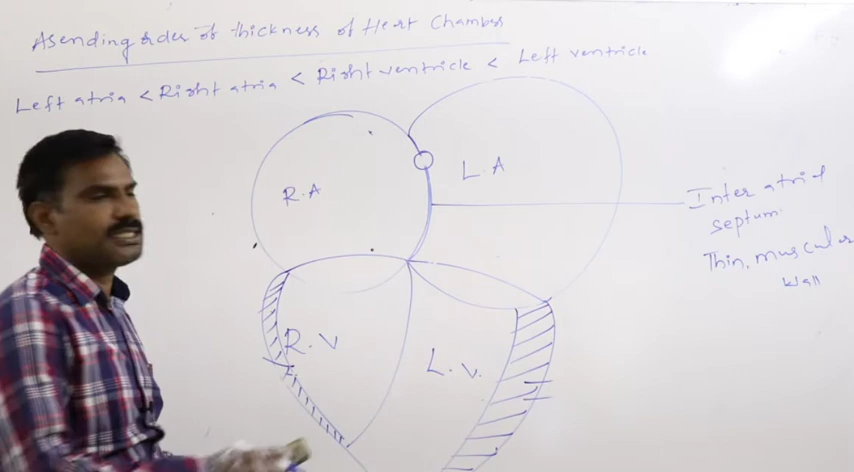 Asending order of thickness of Heart Chambers
Left atria < Right atria < Right ventricle < Left ventricle
R.A
L.A
Inter atrial
septum.
Thin, muscular
wall
R.V
L.V.